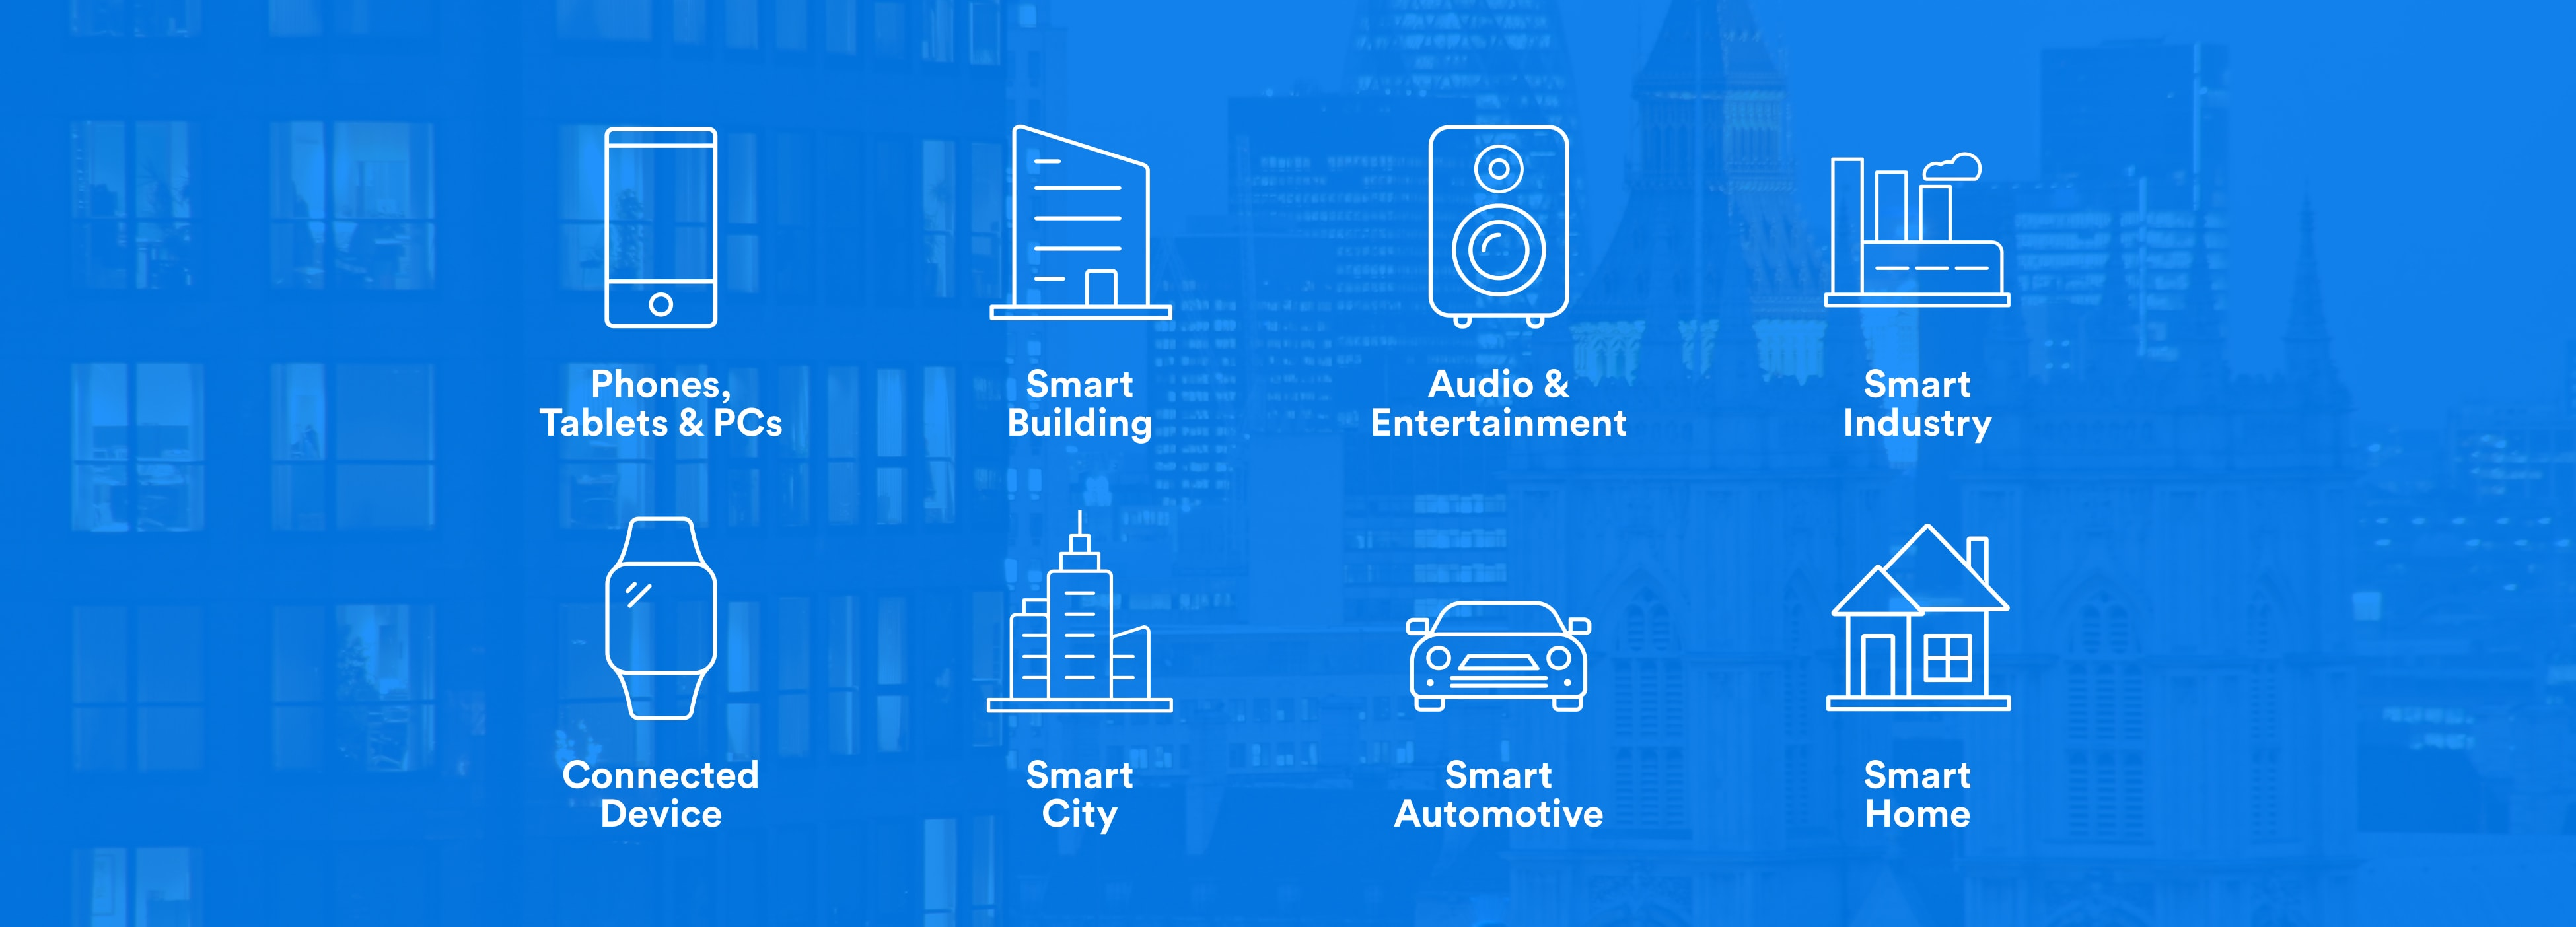 Phones,
Tablets & PCs
Smart
Building
Audio &
Entertainment
Smart
Industry
Connected
Device
Smart
City
Smart
Automotive
Smart
Home